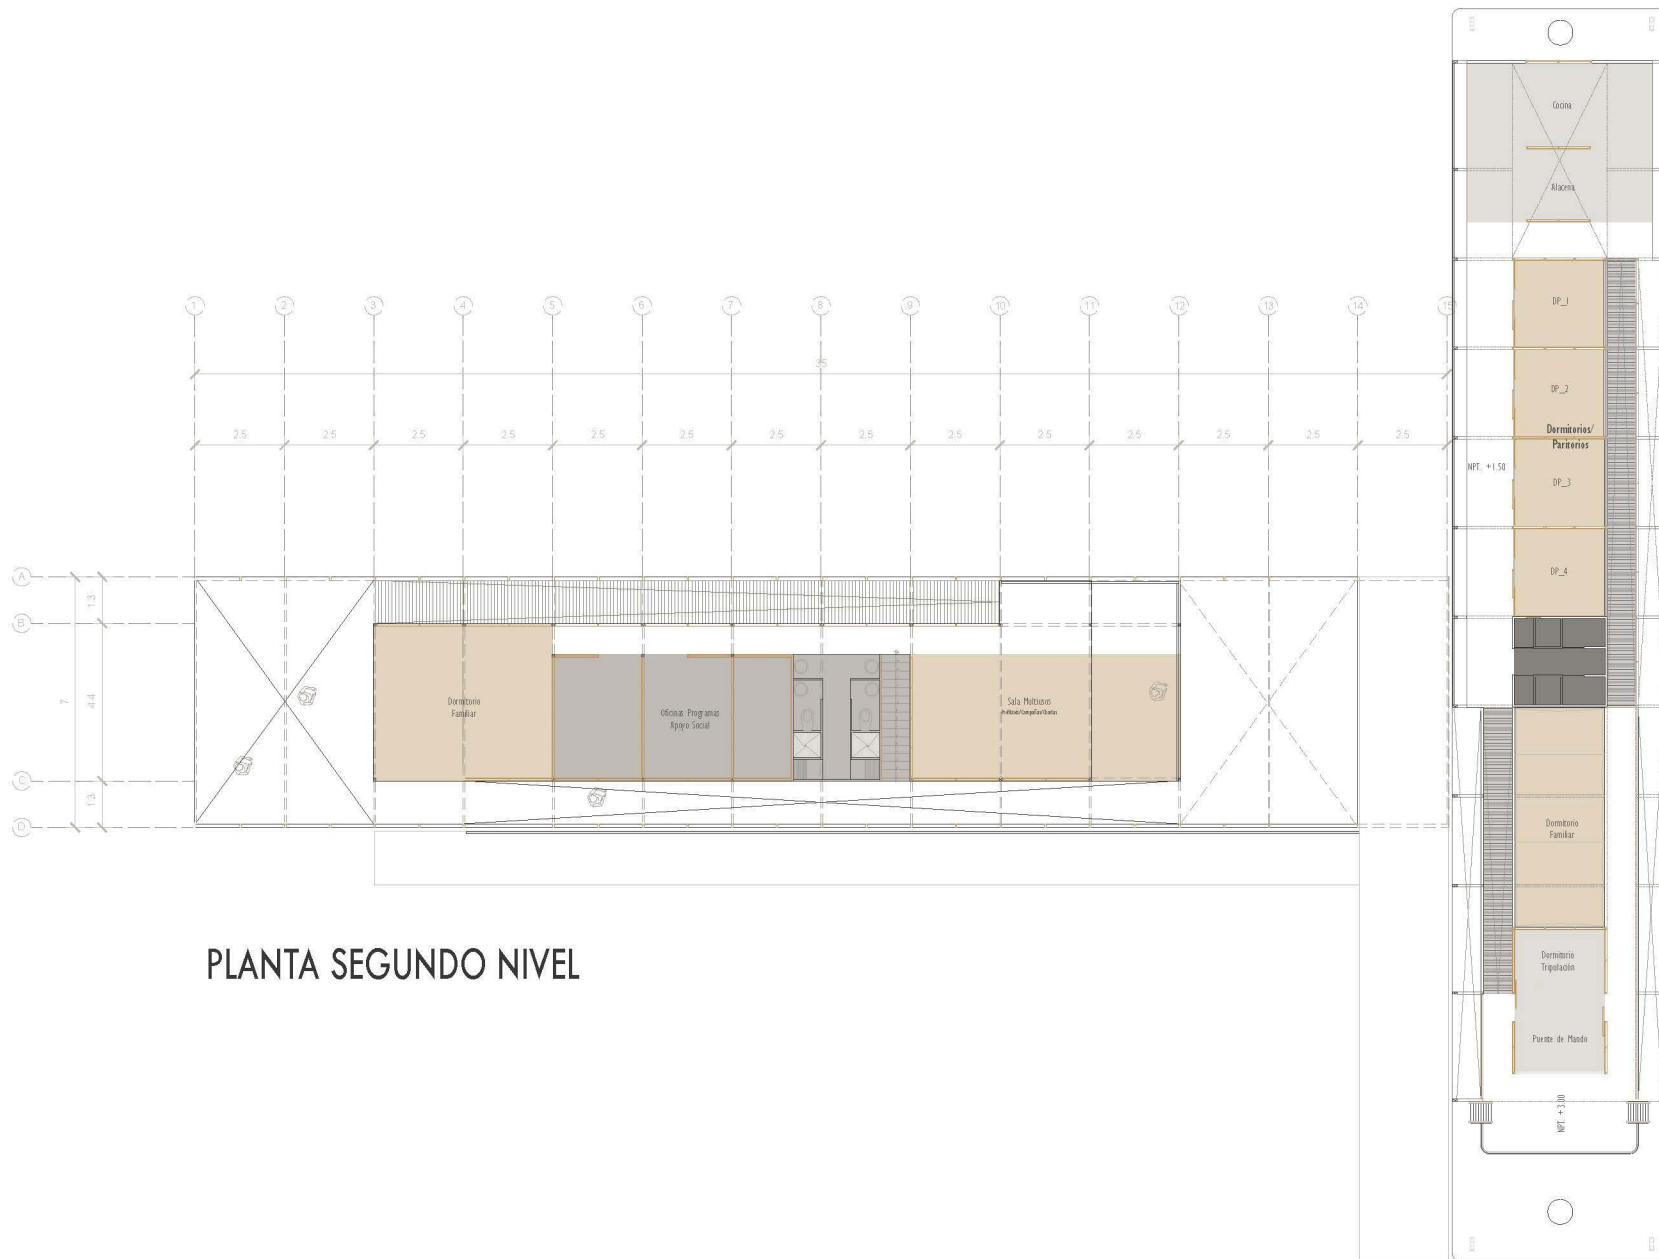 Cocina
Alacena
1 2 3 4 5 6 7 8 9 10 11 12 13 14 15
DP_1
35
DP_2
2.5 2.5 2.5 2.5 2.5 2.5 2.5 2.5 2.5 2.5 2.5 2.5 2.5 2.5
Dormitorios/
Paritorios
NPT. +1.50
DP_3
DP_4
A
1.3
B
7
4.4
Dormitorio
Familiar
Oficinas Programas
Apoyo Social
Sala Multiusos
C
1.3
D
Dormitorio
Familiar
PLANTA SEGUNDO NIVEL
Dormitorio
Tripulación
Puente de Mando
NPT. +3.00